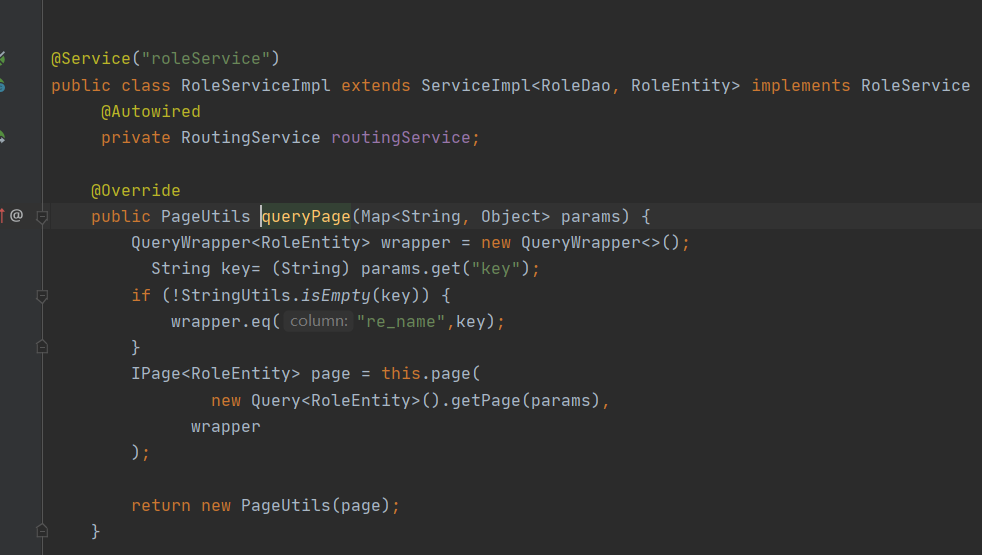 @Service("roleService")
public class RoleServiceImpl extends ServiceImpl<RoleDao, RoleEntity> implements RoleService
@Autowired
private RoutingService routingService;
@Override
@ public PageUtils queryPage(Map<String, Object> params) {
QueryWrapper<RoleEntity> wrapper = new QueryWrapper<>();
String key= (String) params.get("key");
if (!StringUtils.isEmpty(key)) {
wrapper.eq( column: "re_name",key);
}
IPage<RoleEntity> page = this.page(
new Query<RoleEntity>().getPage(params),
wrapper
);
return new PageUtils(page);
}